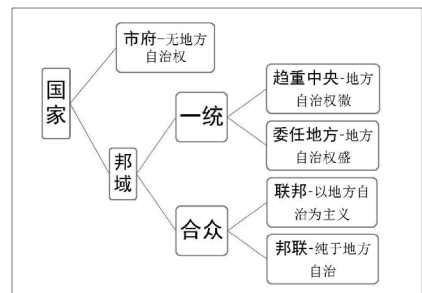 国家
市府-无地方
自治权
邦域
一统
合众
趋重中央-地方
自治权微
委任地方-地方
自治权盛
联邦-以地方自
治为主义
邦联-纯于地方
自治